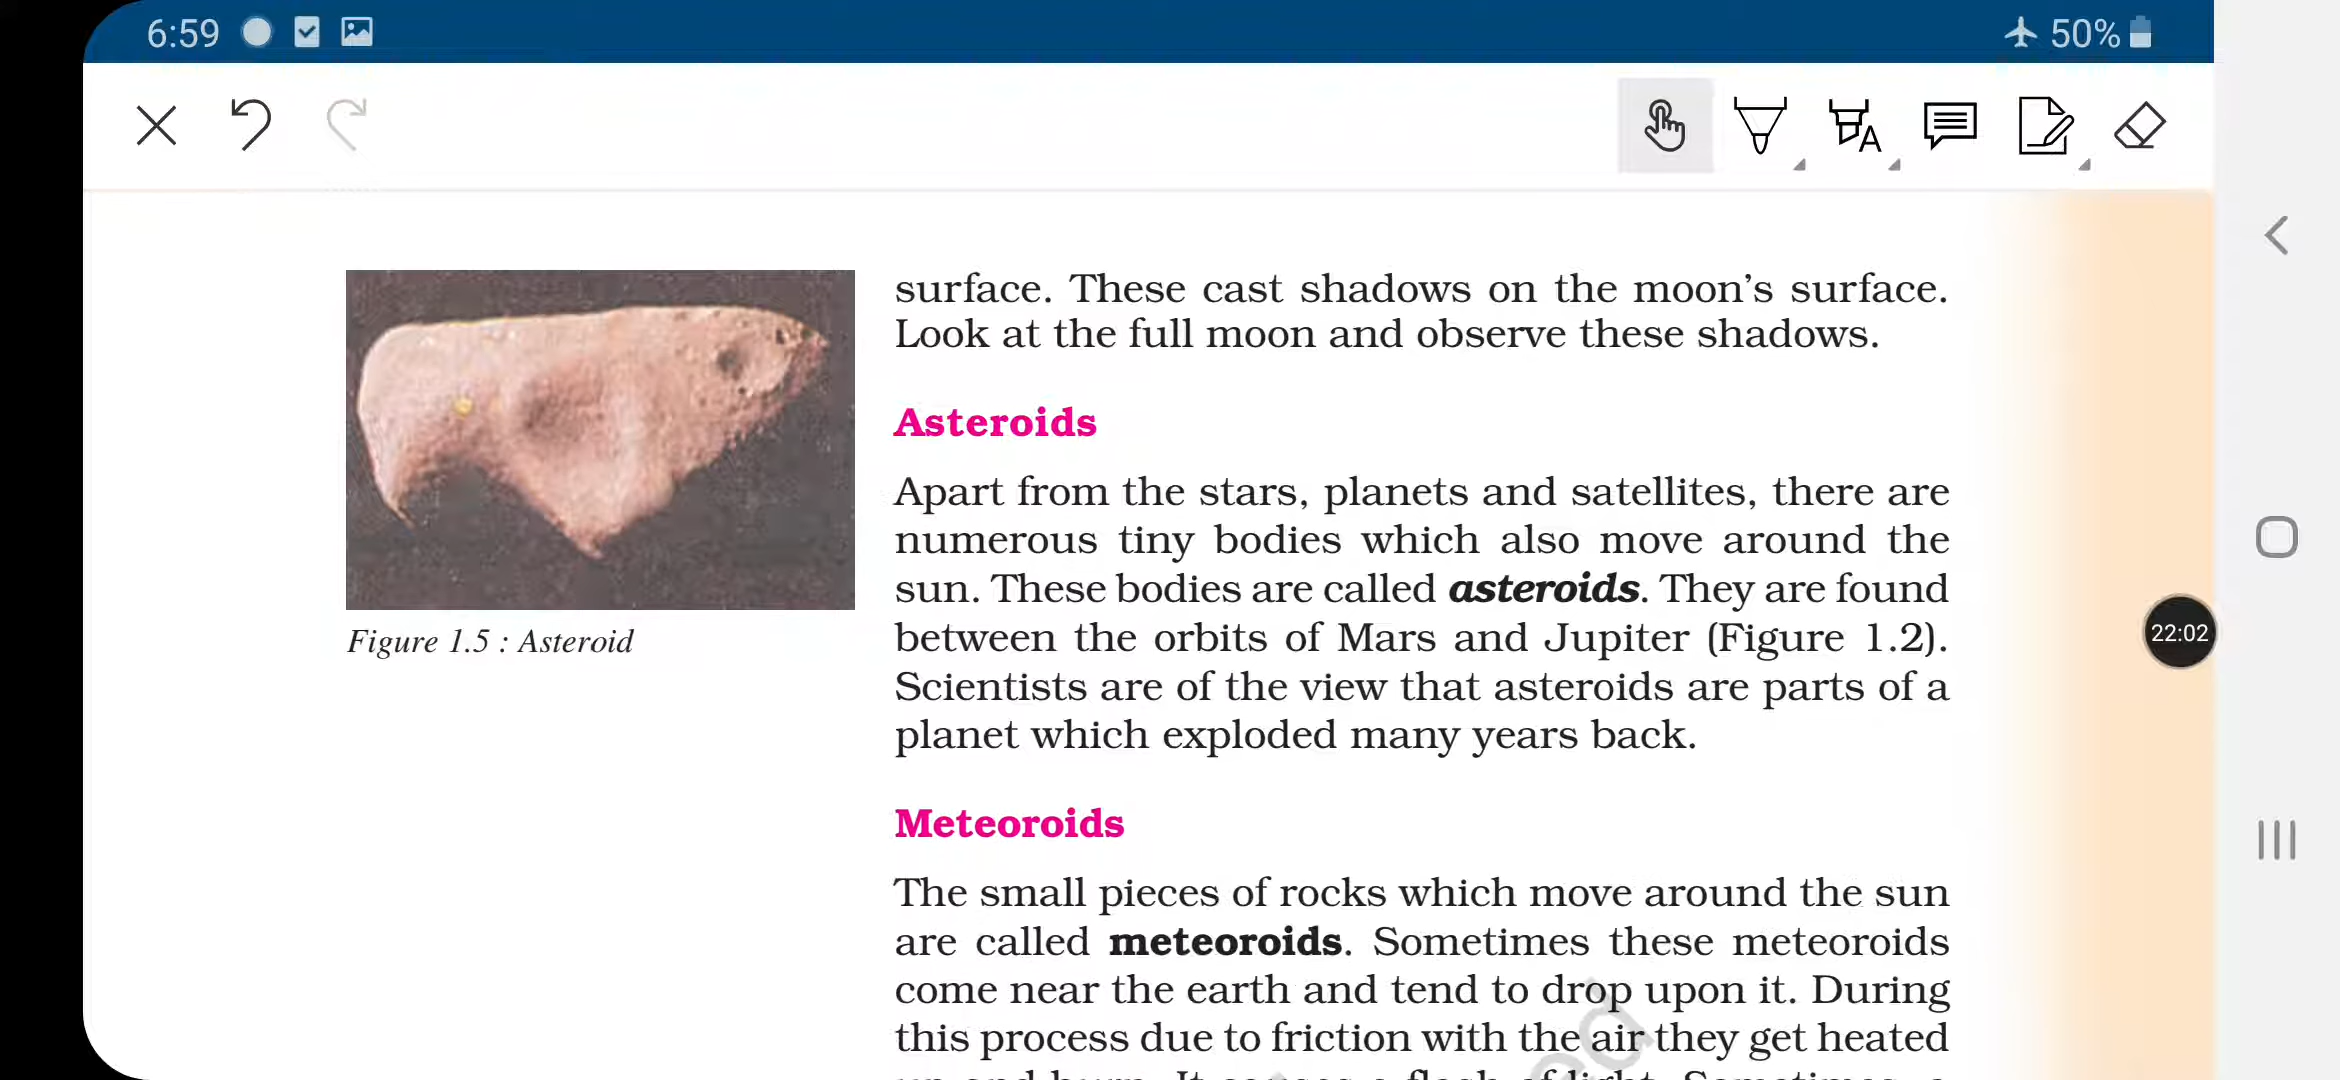 6:59
50%
surface. These cast shadows on the moon’s surface.
Look at the full moon and observe these shadows.
Asteroids
Apart from the stars, planets and satellites, there are
numerous tiny bodies which also move around the
sun. These bodies are called asteroids. They are found
between the orbits of Mars and Jupiter (Figure 1.2).
Scientists are of the view that asteroids are parts of a
planet which exploded many years back.
Figure 1.5 : Asteroid
22:02
Meteoroids
The small pieces of rocks which move around the sun
are called meteoroids. Sometimes these meteoroids
come near the earth and tend to drop upon it. During
this process due to friction with the air they get heated